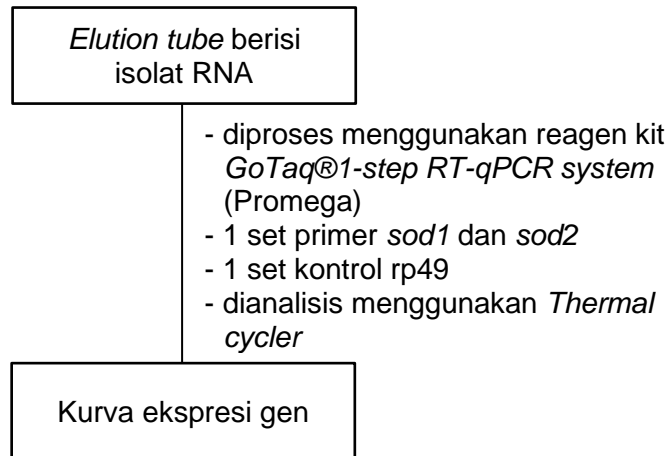 Elution tube berisi
isolat RNA
- diproses menggunakan reagen kit
GoTaq®1-step RT-qPCR system
(Promega)
- 1 set primer sod1 dan sod2
- 1 set kontrol rp49
- dianalisis menggunakan Thermal
cycler
Kurva ekspresi gen